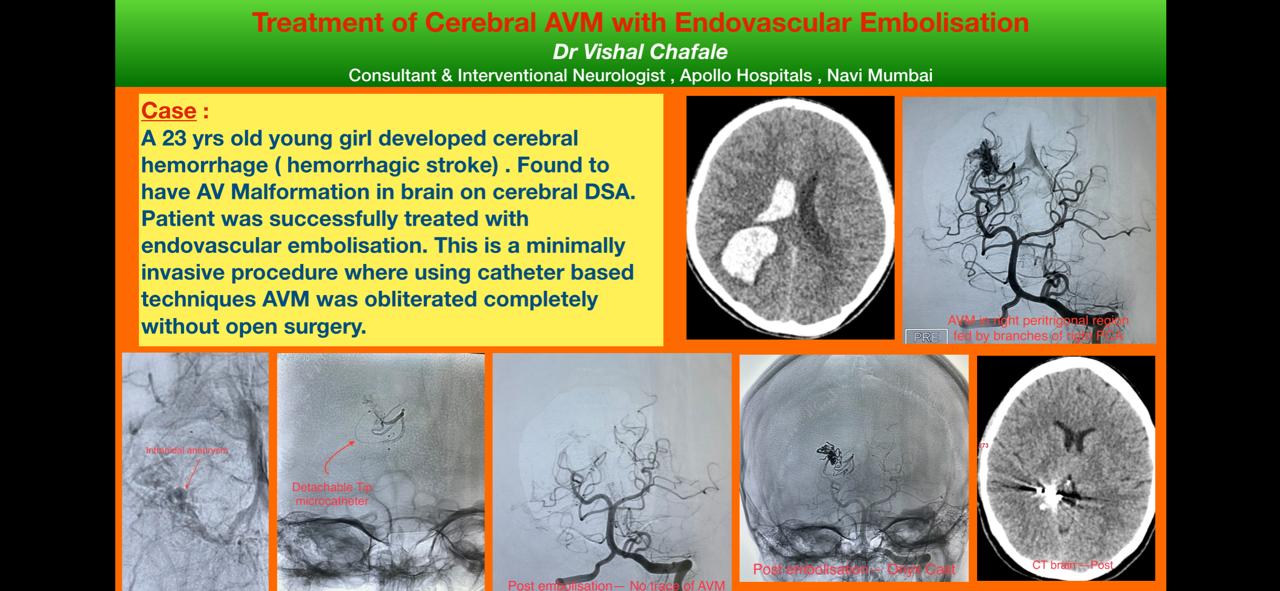 Treatment of Cerebral AVM with Endovascular Embolisation
Dr Vishal Chafale
Consultant & Interventional Neurologist , Apollo Hospitals , Navi Mumbai
Case :
A 23 yrs old young girl developed cerebral
hemorrhage ( hemorrhagic stroke) . Found to
have AV Malformation in brain on cerebral DSA.
Patient was successfully treated with
endovascular embolisation. This is a minimally
invasive procedure where using catheter based
techniques AVM was obliterated completely
without open surgery.
AVM in right peritrigonal region
fed by branches of right PCA
PRE
Intranidal aneurysm
Detachable Tip
microcatheter
Post embolisation— No trace of AVM
Post embolisation— Onyx Cast
73
CT brain —Post